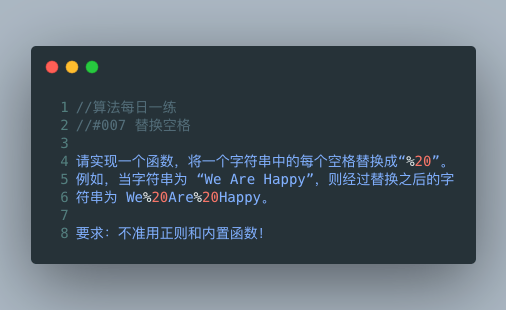 1 //算法每日一练
2 //#007 替换空格
3
4 请实现一个函数，将一个字符串中的每个空格替换成“%20”。
5 例如，当字符串为 “We Are Happy”，则经过替换之后的字
6 符串为 We%20Are%20Happy。
7
8 要求：不准用正则和内置函数！